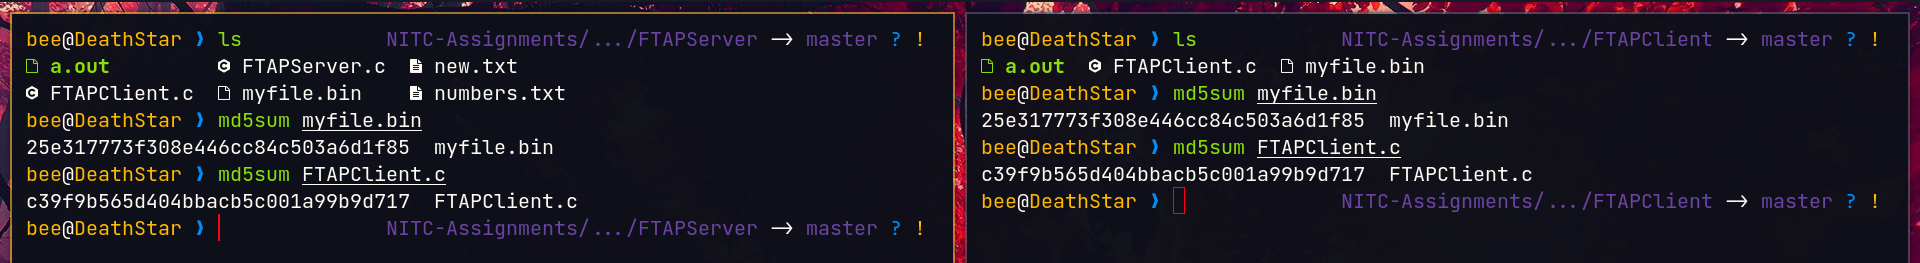 bee@DeathStar ❯ ls NITC-Assignments/.../FTAPServer → master ? !
a.out FTAPServer.c new.txt
FTAPClient.c myfile.bin numbers.txt
bee@DeathStar ❯ md5sum myfile.bin
25e317773f308e446cc84c503a6d1f85 myfile.bin
bee@DeathStar ❯ md5sum FTAPClient.c
c39f9b565d404bbacb5c001a99b9d717 FTAPClient.c
bee@DeathStar ❯ NITC-Assignments/.../FTAPServer → master ? !
bee@DeathStar ❯ ls NITC-Assignments/.../FTAPClient → master ? !
a.out FTAPClient.c myfile.bin
bee@DeathStar ❯ md5sum myfile.bin
25e317773f308e446cc84c503a6d1f85 myfile.bin
bee@DeathStar ❯ md5sum FTAPClient.c
c39f9b565d404bbacb5c001a99b9d717 FTAPClient.c
bee@DeathStar ❯ NITC-Assignments/.../FTAPClient → master ? !